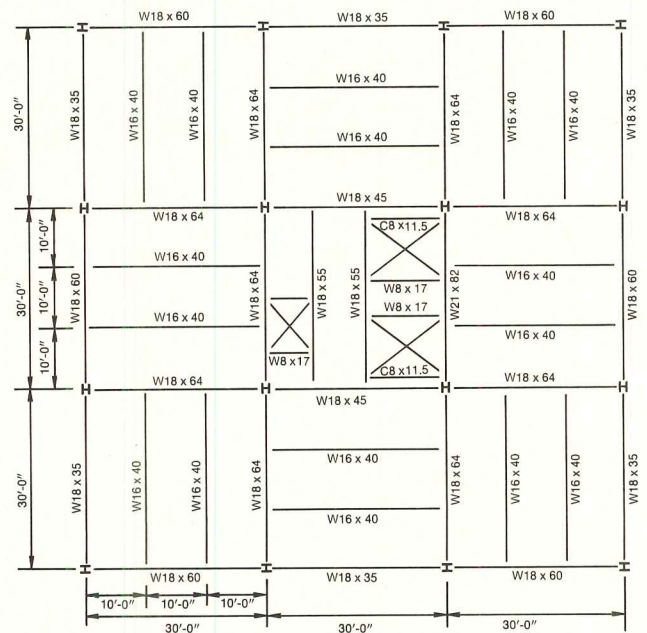 W18 x 60
W18 x 35
W18 x 60
30'-0"
W18 x 35
W16 x 40
W16 x 40
W18 x 64
W16 x 40
W16 x 40
W18 x 64
W16 x 40
W16 x 40
W18 x 35
W18 x 64
W18 x 45
W18 x 64
30'-0"
10'-0"
10'-0"
10'-0"
W18 x 60
W16 x 40
W16 x 40
W18 x 64
W8 x 17
W18 x 55
W18 x 55
C8 x 11.5
W8 x 17
W8 x 17
C8 x 11.5
W21 x 82
W16 x 40
W16 x 40
W18 x 60
W18 x 64
W18 x 45
W18 x 64
30'-0"
W18 x 35
W16 x 40
W16 x 40
W18 x 64
W16 x 40
W16 x 40
W18 x 64
W16 x 40
W16 x 40
W18 x 35
W18 x 60
W18 x 35
W18 x 60
10'-0"
10'-0"
10'-0"
30'-0"
30'-0"
30'-0"